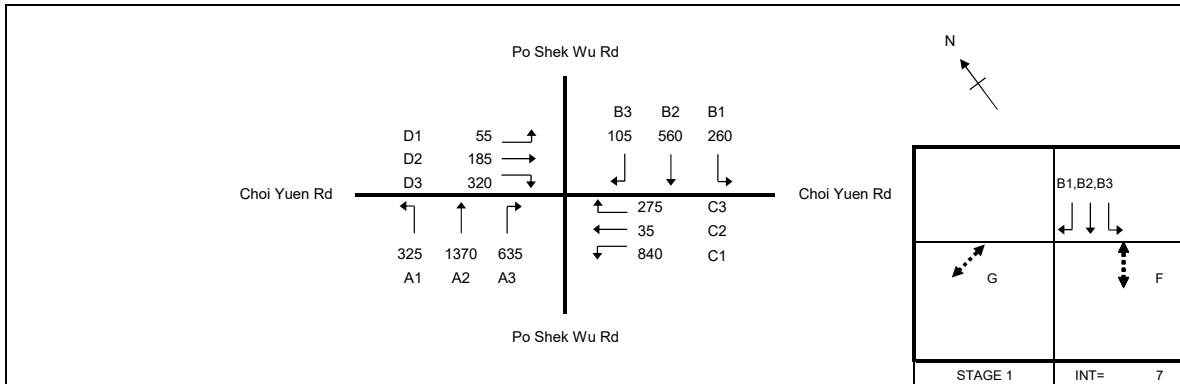 Po Shek Wu Rd
N
B3 B2 B1
D1 55 105 560 260
D2 185
D3 320
B1,B2,B3
Choi Yuen Rd Choi Yuen Rd
275 C3
35 C2
325 1370 635 840 C1
A1 A2 A3
G F
Po Shek Wu Rd
STAGE 1 INT= 7